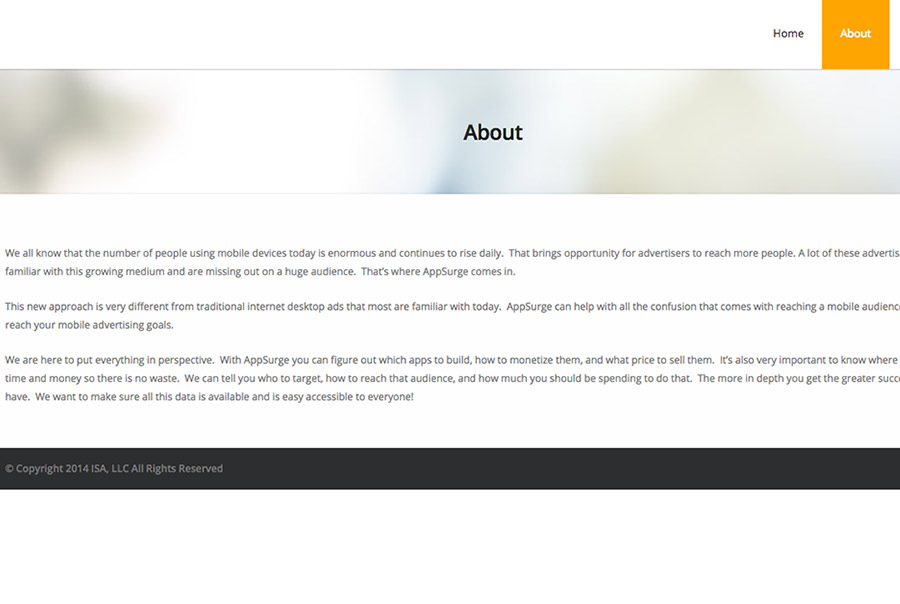 Home
About
About
We all know that the number of people using mobile devices today is enormous and continues to rise daily.  That brings opportunity for advertisers to reach more people. A lot of these
familiar with this growing medium and are missing out on a huge audience.  That’s where AppSurge comes in.
This new approach is very different from traditional internet desktop ads that most are familiar with today.  AppSurge can help with all the confusion that comes with reaching a mobile
reach your mobile advertising goals.
We are here to put everything in perspective.  With AppSurge you can figure out which apps to build, how to monetize them, and what price to sell them.  It’s also very important to know where
time and money so there is no waste.  We can tell you who to target, how to reach that audience, and how much you should be spending to do that.  The more in depth you get the greater
have.  We want to make sure all this data is available and is easy accessible to everyone!
© Copyright 2014 ISA, LLC All Rights Reserved